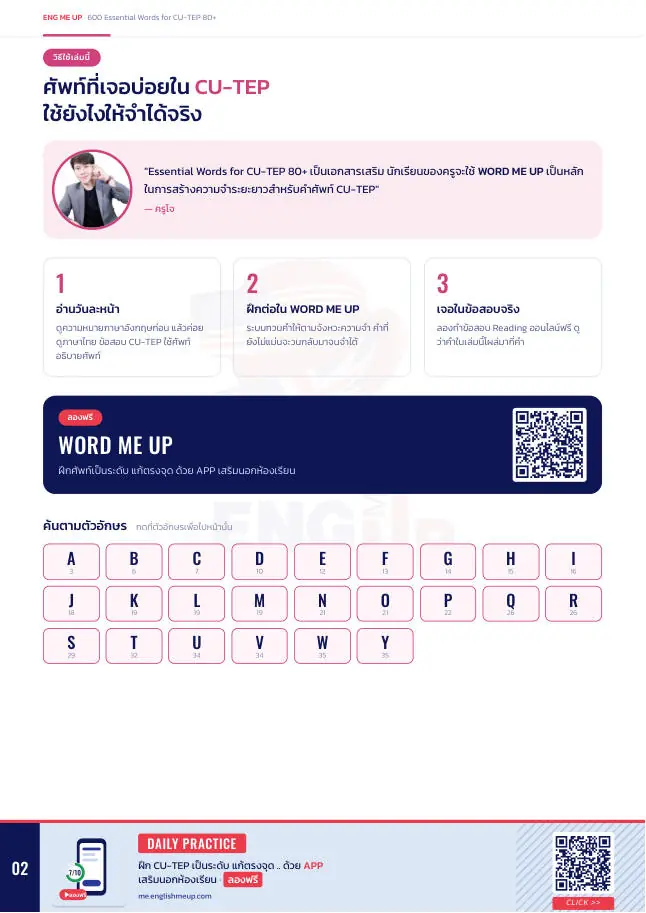 ENG ME UP 600 Essential Words for CU-TEP 80+
วิธีใช้เล่มนี้
ศัพท์ที่เจอบ่อยใน CU-TEP
ใช้ยังไงให้จำได้จริง
"Essential Words for CU-TEP 80+ เป็นเอกสารเสริม นักเรียนของครูจะใช้ WORD ME UP เป็นหลัก
ในการสร้างความจำระยะยาวสำหรับคำศัพท์ CU-TEP"
— ครูโจ
1
อ่านวันละหน้า
ดูความหมายภาษาอังกฤษก่อน แล้วค่อย
ดูภาษาไทย ข้อสอบ CU-TEP ใช้ศัพท์
อธิบายศัพท์
2
ฝึกต่อใน WORD ME UP
ระบบทวนคำให้ตามจังหวะความจำ คำที่
ยังไม่แม่นจะวนกลับมาจนจำได้
3
เจอในข้อสอบจริง
ลองทำข้อสอบ Reading ออนไลน์ฟรี ดู
ว่าคำในเล่มนี้โผล่มากี่คำ
ลองฟรี
WORD ME UP
ฝึกศัพท์เป็นระดับ แก้ตรงจุด ด้วย APP เสริมนอกห้องเรียน
ค้นตามตัวอักษร กดที่ตัวอักษรเพื่อไปหน้านั้น
A B C D E F G H I
3 6 7 10 12 13 14 15 16
J K L M N O P Q R
18 19 19 19 21 21 22 26 26
S T U V W Y
29 32 34 34 35 35
02
7/10
ลองฟรี
DAILY PRACTICE
ฝึก CU-TEP เป็นระดับ แก้ตรงจุด .. ด้วย APP
เสริมนอกห้องเรียน · ลองฟรี
me.englishmeup.com
CLICK >>